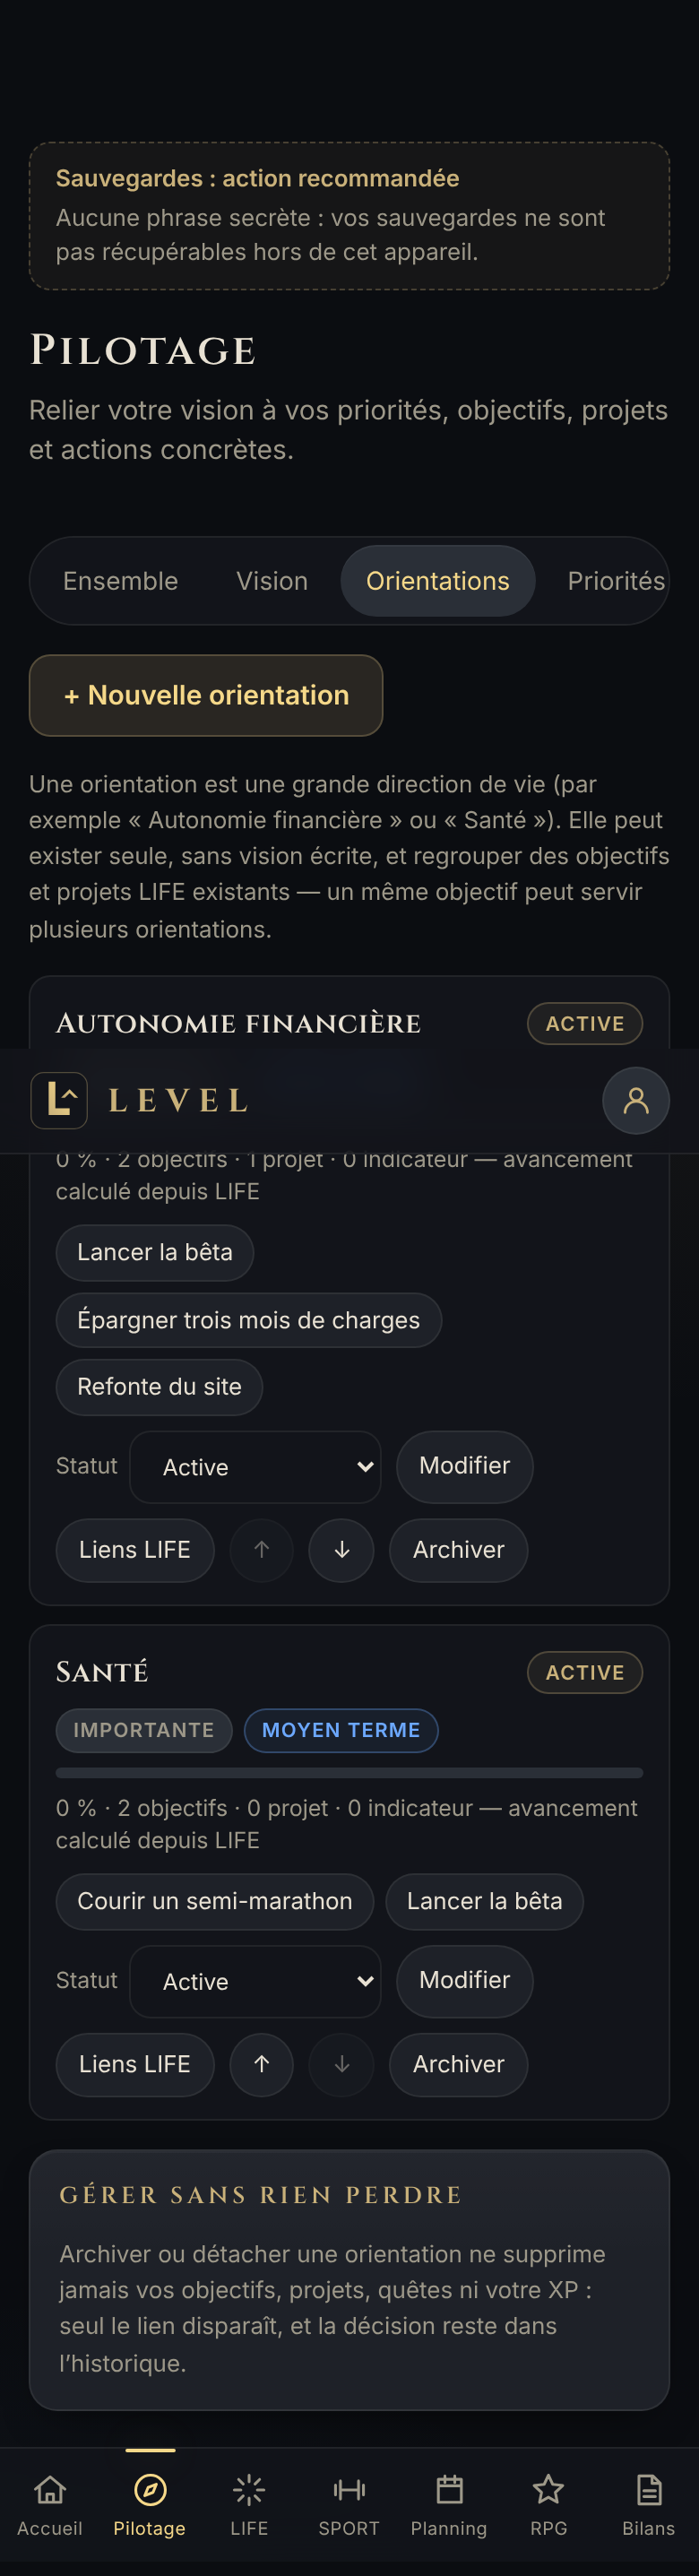 Sauvegardes : action recommandée
Aucune phrase secrète : vos sauvegardes ne sont
pas récupérables hors de cet appareil.
Pilotage
Relier votre vision à vos priorités, objectifs, projets
et actions concrètes.
Ensemble Vision Orientations Priorités
+ Nouvelle orientation
Une orientation est une grande direction de vie (par
exemple « Autonomie financière » ou « Santé »). Elle peut
exister seule, sans vision écrite, et regrouper des objectifs
et projets LIFE existants — un même objectif peut servir
plusieurs orientations.
Autonomie financière ACTIVE
LEVEL
0 % · 2 objectifs · 1 projet · 0 indicateur — avancement
calculé depuis LIFE
Lancer la bêta
Épargner trois mois de charges
Refonte du site
Statut Active Modifier
Liens LIFE ↑ ↓ Archiver
Santé ACTIVE
IMPORTANTE MOYEN TERME
0 % · 2 objectifs · 0 projet · 0 indicateur — avancement
calculé depuis LIFE
Courir un semi-marathon Lancer la bêta
Statut Active Modifier
Liens LIFE ↑ ↓ Archiver
GÉRER SANS RIEN PERDRE
Archiver ou détacher une orientation ne supprime
jamais vos objectifs, projets, quêtes ni votre XP :
seul le lien disparaît, et la décision reste dans
l’historique.
Accueil Pilotage LIFE SPORT Planning RPG Bilans